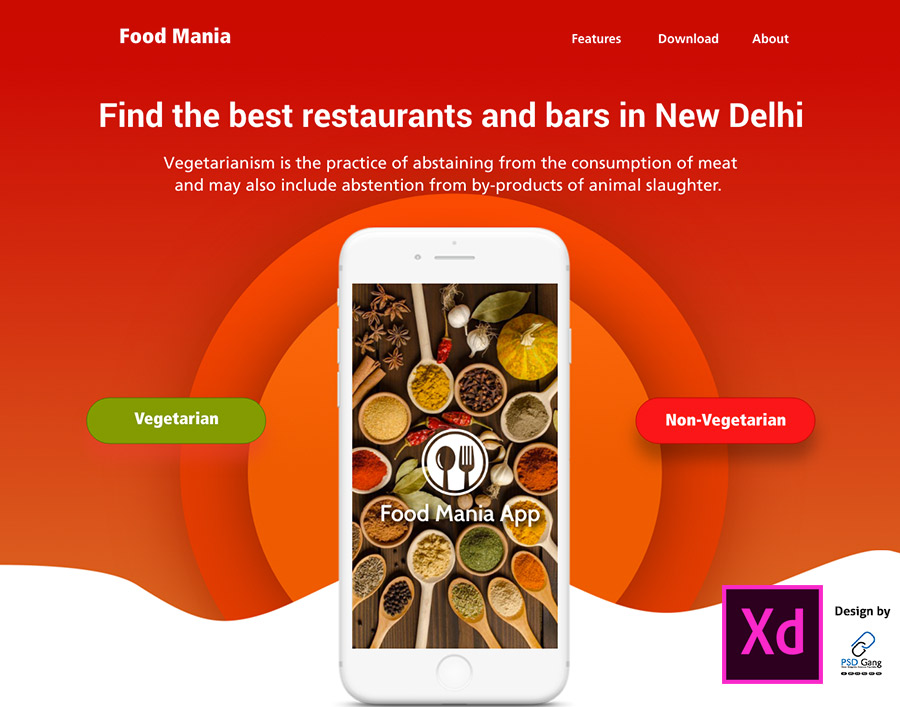 Food Mania
Features
Download
About
Find the best restaurants and bars in New Delhi
Vegetarianism is the practice of abstaining from the consumption of meat
and may also include abstention from by-products of animal slaughter.
Vegetarian
Non-Vegetarian
Food Mania App
Xd
Design by
PSD Gang